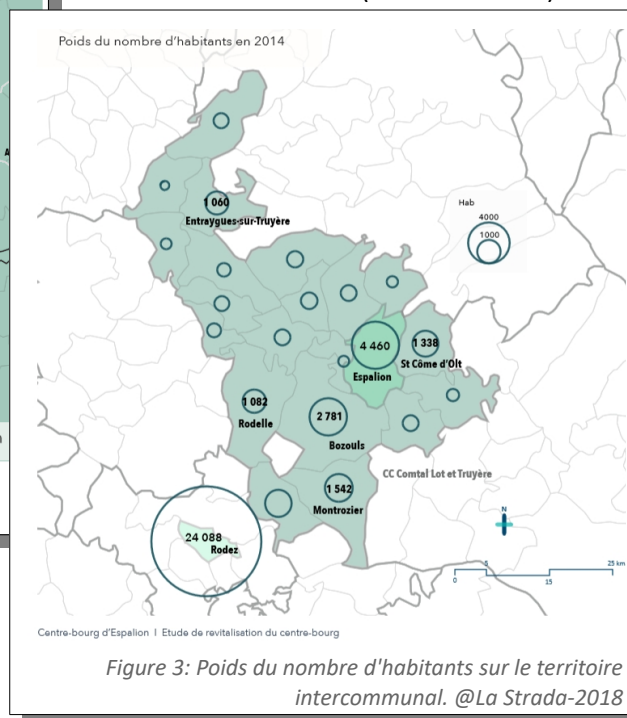 Poids du nombre d'habitants en 2014
1 060
Entraygues-sur-Truyère
Hab
4000
1000
4 460
Espalion
1 338
St Côme d'Olt
1 082
Rodelle
2 781
Bozouls
CC Comtal Lot et Truyère
1 542
Montrozier
24 088
Rodez
N
0
5
15
25 km
Centre-bourg d'Espalion I Etude de revitalisation du centre-bourg
Figure 3: Poids du nombre d'habitants sur le territoire
intercommunal. @La Strada-2018